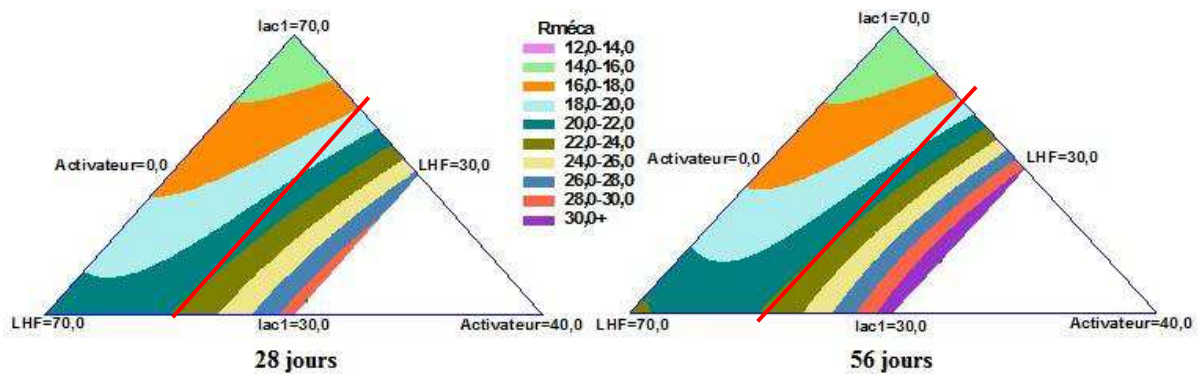 lac1=70,0
Activateur=0,0
LHF=30,0
LHF=70,0
lac1=30,0
Activateur=40,0
28 jours
Rméca
12,0-14,0
14,0-16,0
16,0-18,0
18,0-20,0
20,0-22,0
22,0-24,0
24,0-26,0
26,0-28,0
28,0-30,0
30,0+
lac1=70,0
Activateur=0,0
LHF=30,0
LHF=70,0
lac1=30,0
Activateur=40,0
56 jours